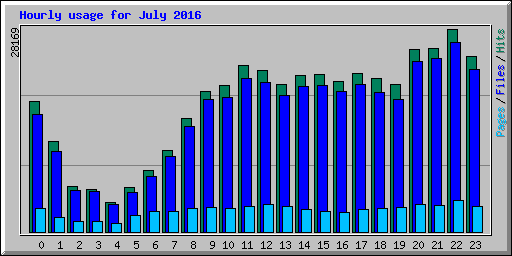 Hourly usage for July 2016
28169
Pages/Files/Hits
0 1 2 3 4 5 6 7 8 9 10 11 12 13 14 15 16 17 18 19 20 21 22 23